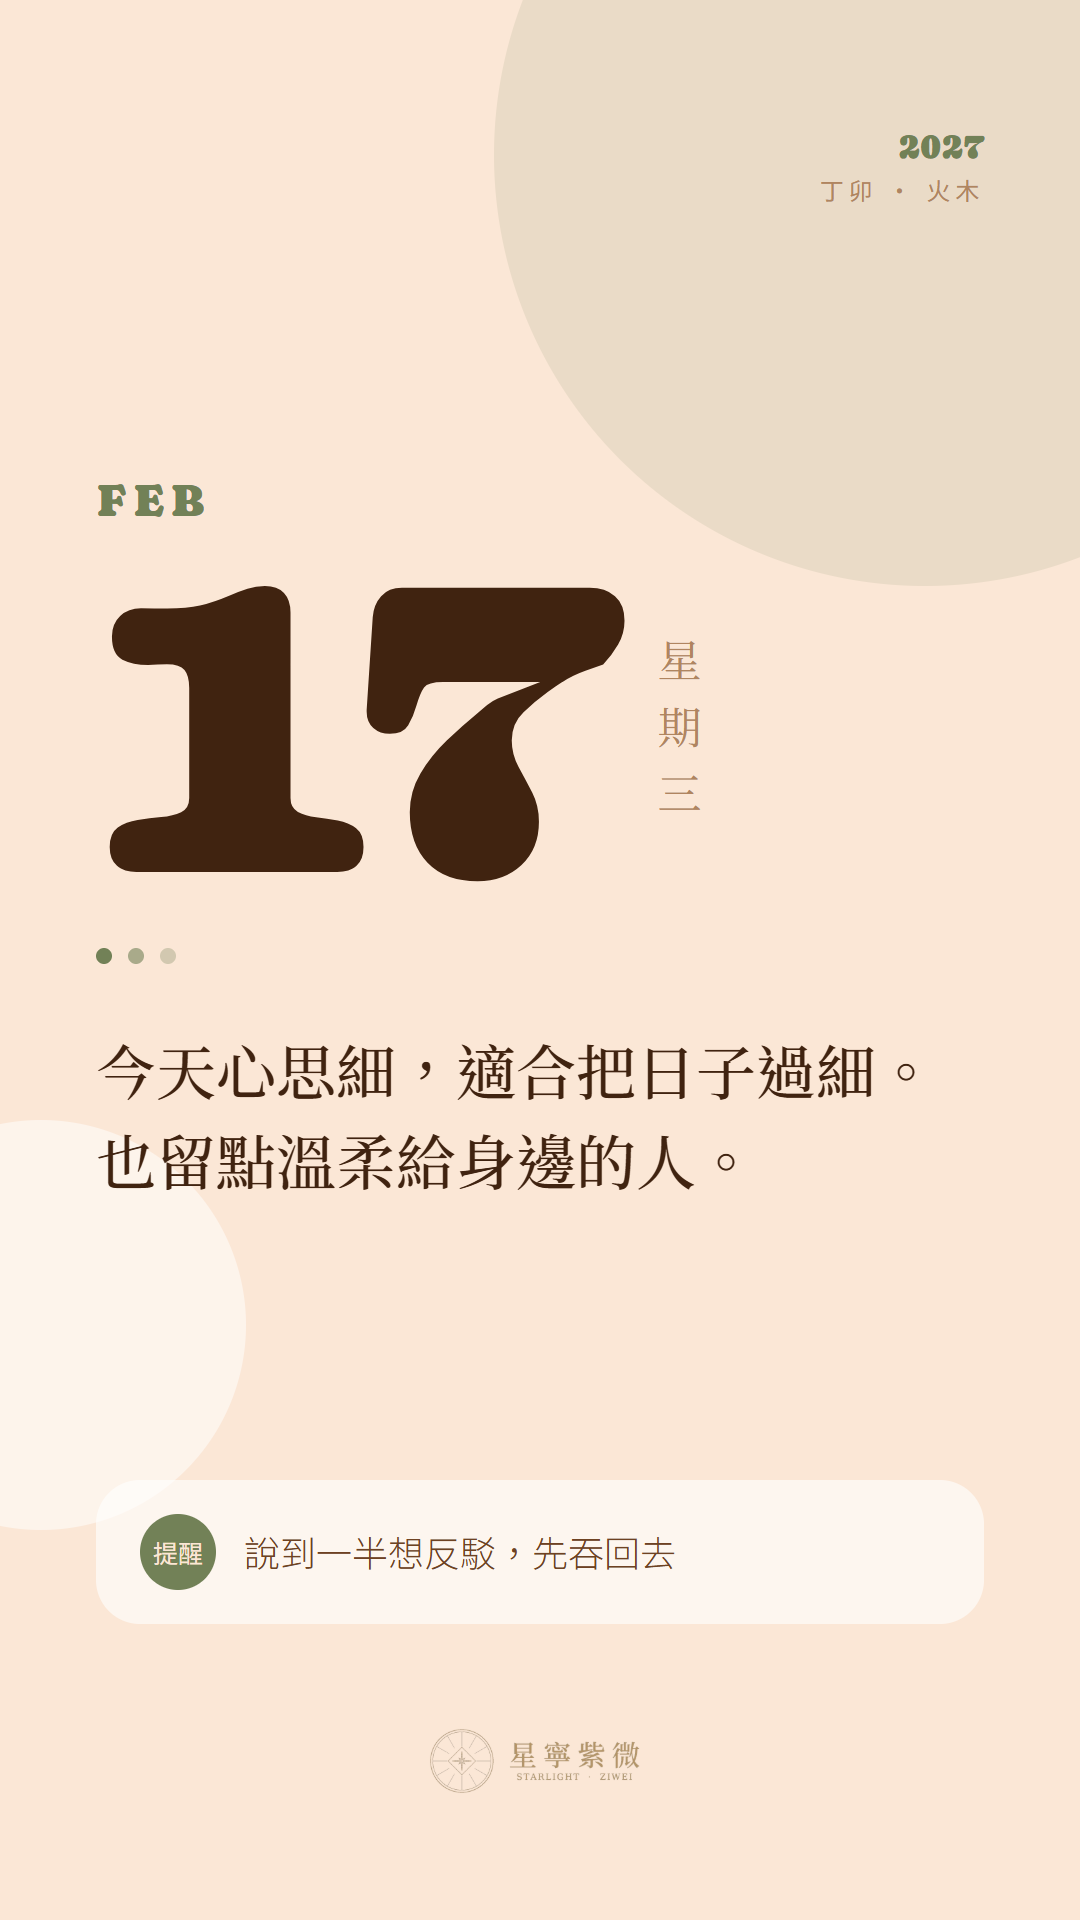 2027
丁卯 · 火木
FEB
17
星期三
今天心思細，適合把日子過細。
也留點溫柔給身邊的人。
提醒
說到一半想反駁，先吞回去
星寧紫微
STARLIGHT · ZIWEI